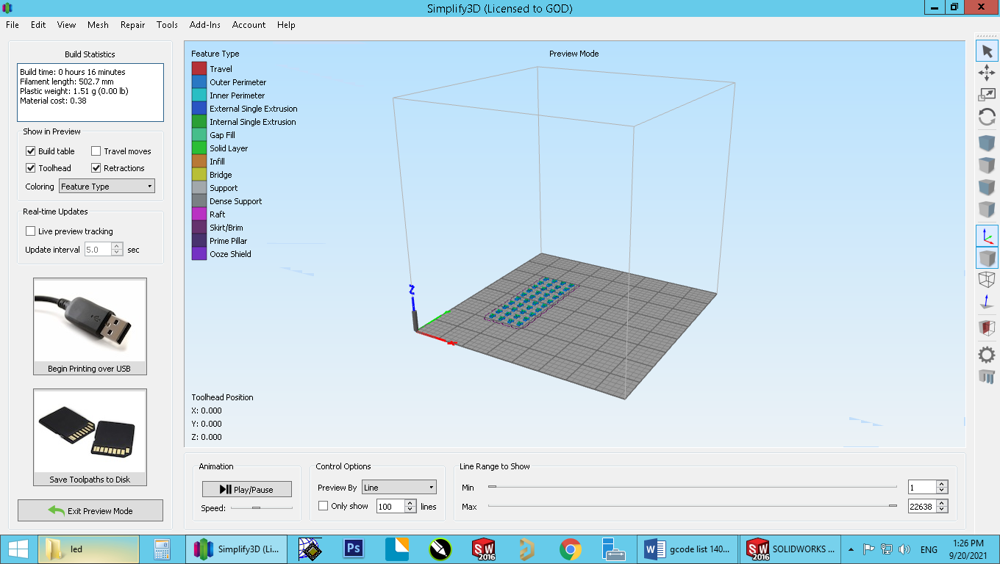 Simplify3D (Licensed to GOD)
File Edit View Mesh Repair Tools Add-Ins Account Help
Build Statistics
Build time: 0 hours 16 minutes
Filament length: 502.7 mm
Plastic weight: 1.51 g (0.00 lb)
Material cost: 0.38
Show in Preview
Build table
Travel moves
Toolhead
Retractions
Coloring Feature Type
Real-time Updates
Live preview tracking
Update interval 5.0 sec
Begin Printing over USB
Save Toolpaths to Disk
Exit Preview Mode
Feature Type
Travel
Outer Perimeter
Inner Perimeter
External Single Extrusion
Internal Single Extrusion
Gap Fill
Solid Layer
Infill
Bridge
Support
Dense Support
Raft
Skirt/Brim
Prime Pillar
Ooze Shield
Preview Mode
Z
Toolhead Position
X: 0.000
Y: 0.000
Z: 0.000
Animation
Play/Pause
Speed:
Control Options
Preview By Line
Only show 100 lines
Line Range to Show
Min 1
Max 22638
led
Simplify3D (Li...
Ps
SW
2016
gcode list 140...
SW
2016
SOLIDWORKS ...
ENG
1:26 PM
9/20/2021